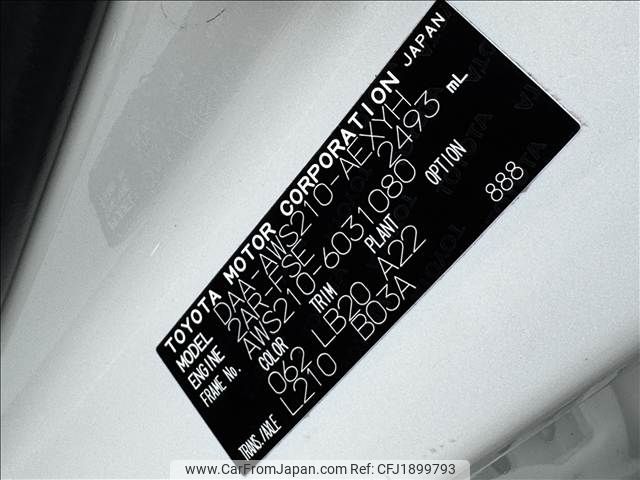 TOYOTA MOTOR CORPORATION JAPAN
MODEL DAA-AWS210-AEXYH
ENGINE 2AR-FSE 2493 mL
FRAME No. AWS210-6031080
COLOR TRIM PLANT OPTION
062 LB20 A22 888
TRANS./AXLE L210 B03A
www.CarFromJapan.com Ref:CFJ1899793